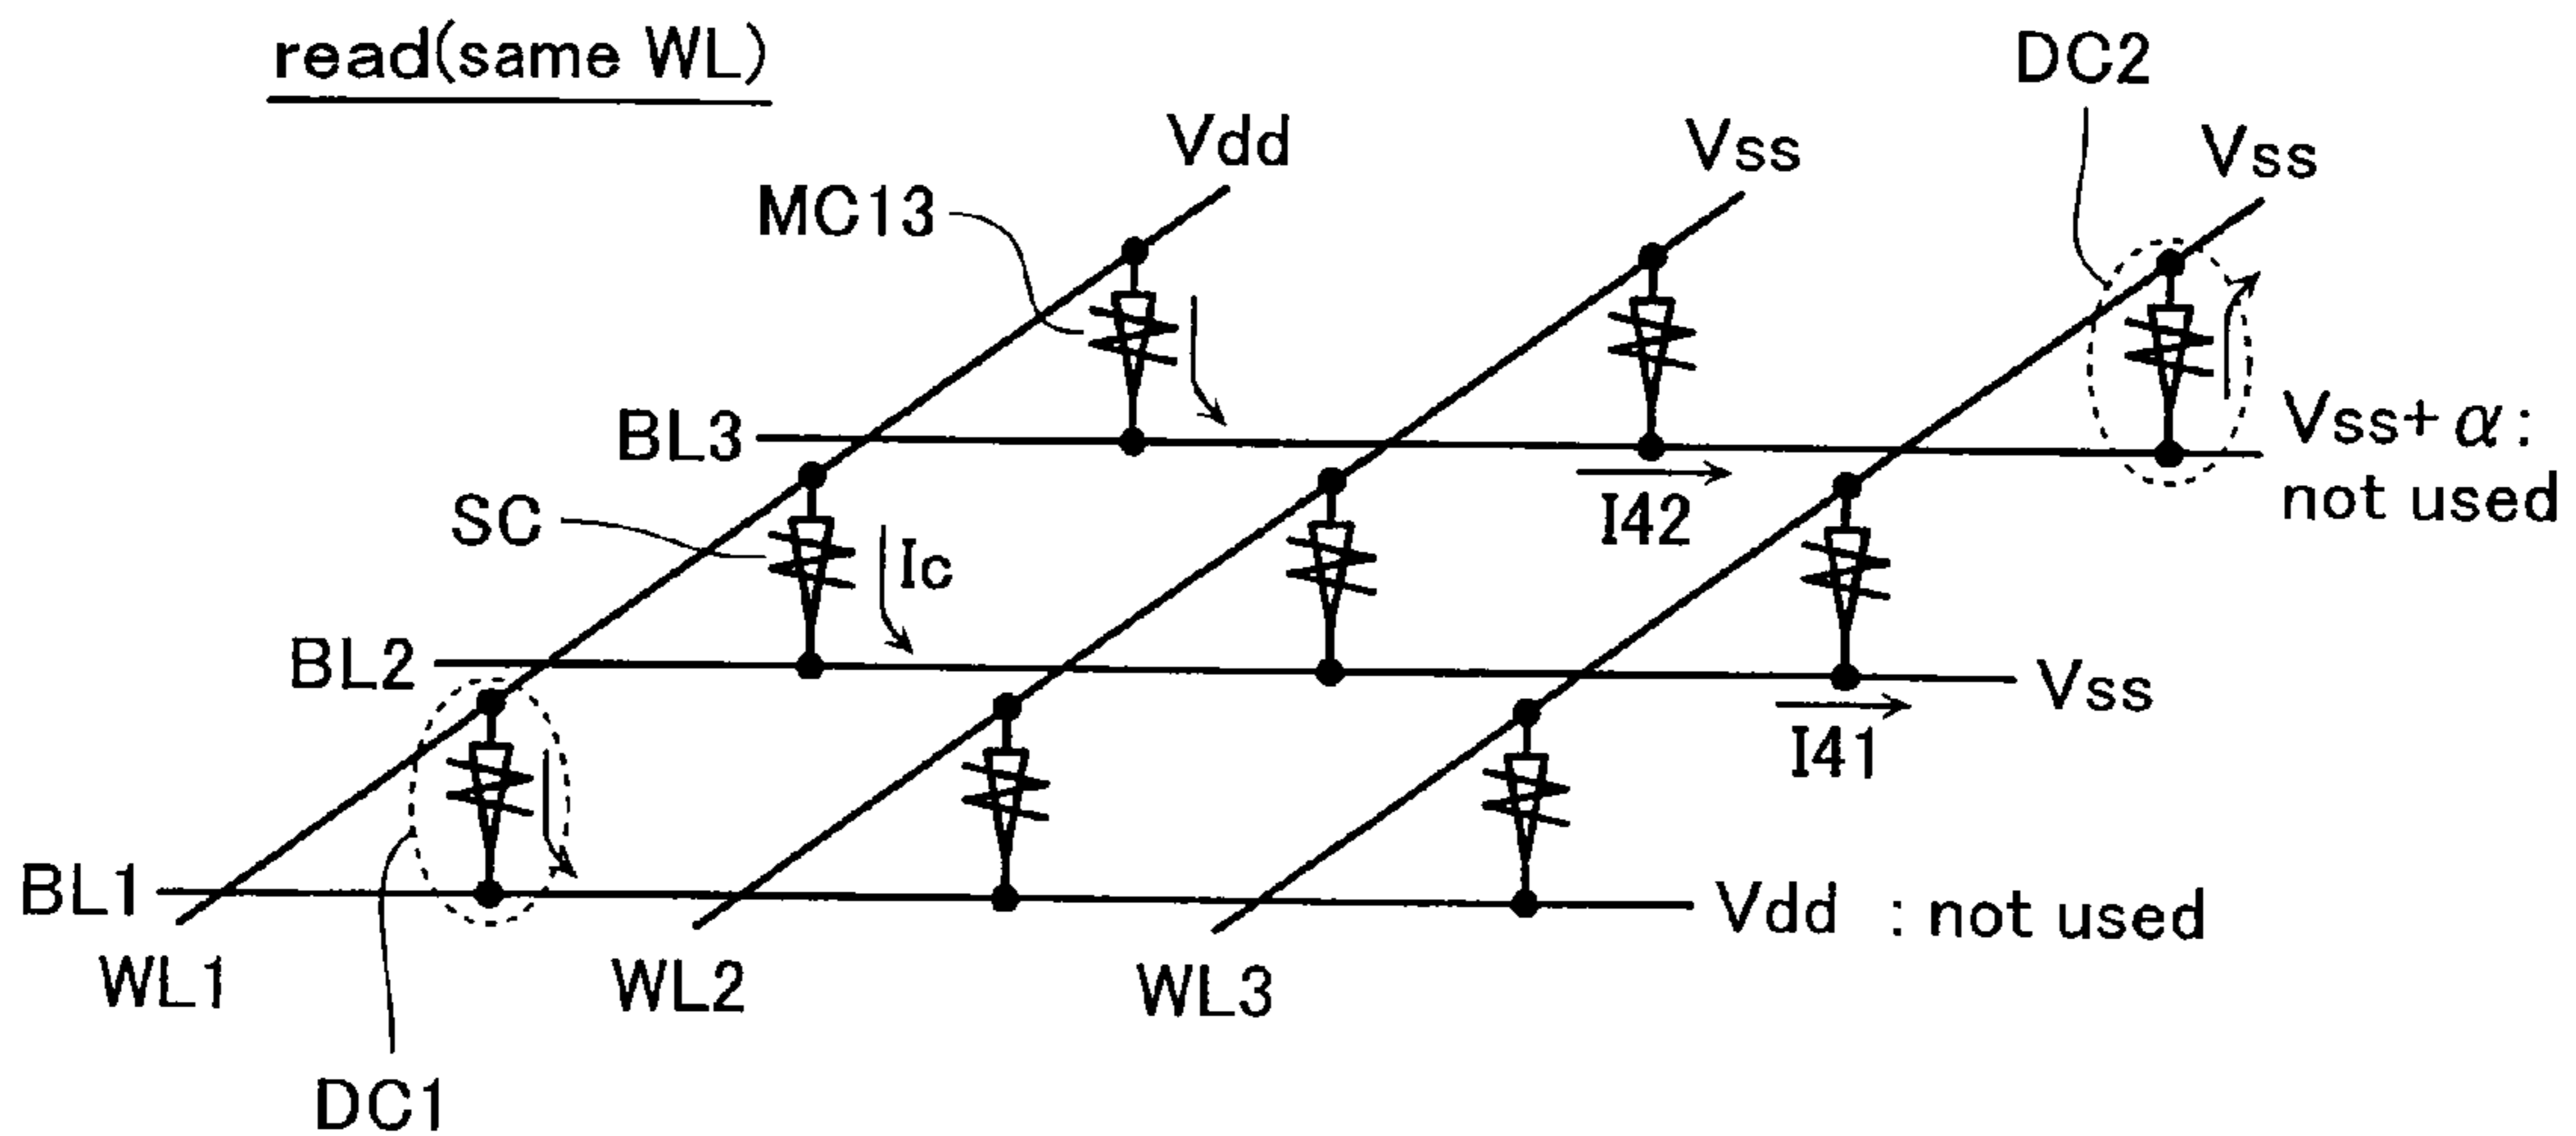 read(same WL)
DC2
Vdd
Vss
Vss
MC13
BL3
Vss+α:
not used
SC
Ic
I42
BL2
Vss
I41
BL1
Vdd : not used
WL1
WL2
WL3
DC1